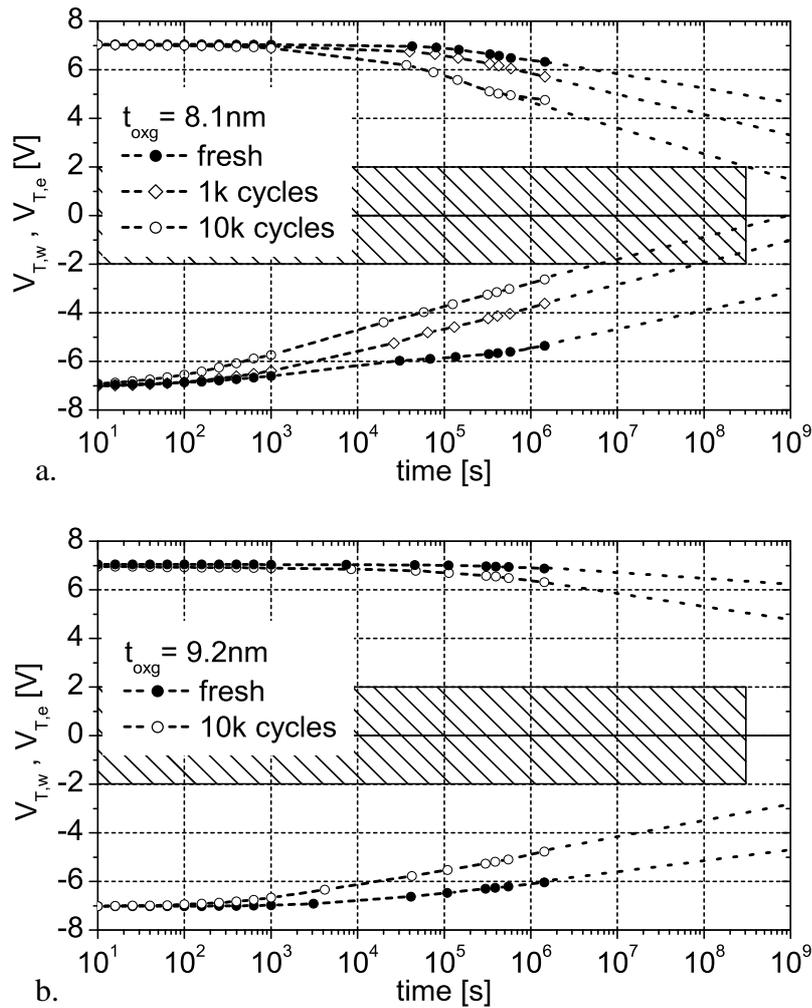 8
6
4
2
0
-2
-4
-6
-8
V_T,w , V_T,e [V]
t_oxg= 8.1nm
fresh
1k cycles
10k cycles
10^1 10^2 10^3 10^4 10^5 10^6 10^7 10^8 10^9
time [s]
a.
8
6
4
2
0
-2
-4
-6
-8
V_T,w , V_T,e [V]
t_oxg= 9.2nm
fresh
10k cycles
10^1 10^2 10^3 10^4 10^5 10^6 10^7 10^8 10^9
time [s]
b.